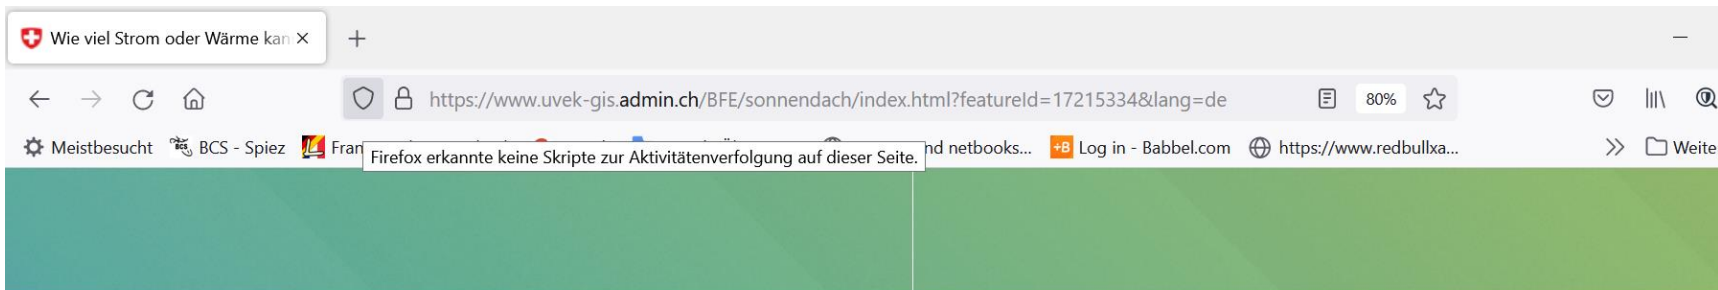 Wie viel Strom oder Wärme kan
https://www.uvek-gis.admin.ch/BFE/sonnendach/index.html?featureId=17215334&lang=de
80%
Meistbesucht BCS - Spiez Fran nd netbooks... +B Log in - Babbel.com https://www.redbullxa... Weite
Firefox erkannte keine Skripte zur Aktivitätenverfolgung auf dieser Seite.